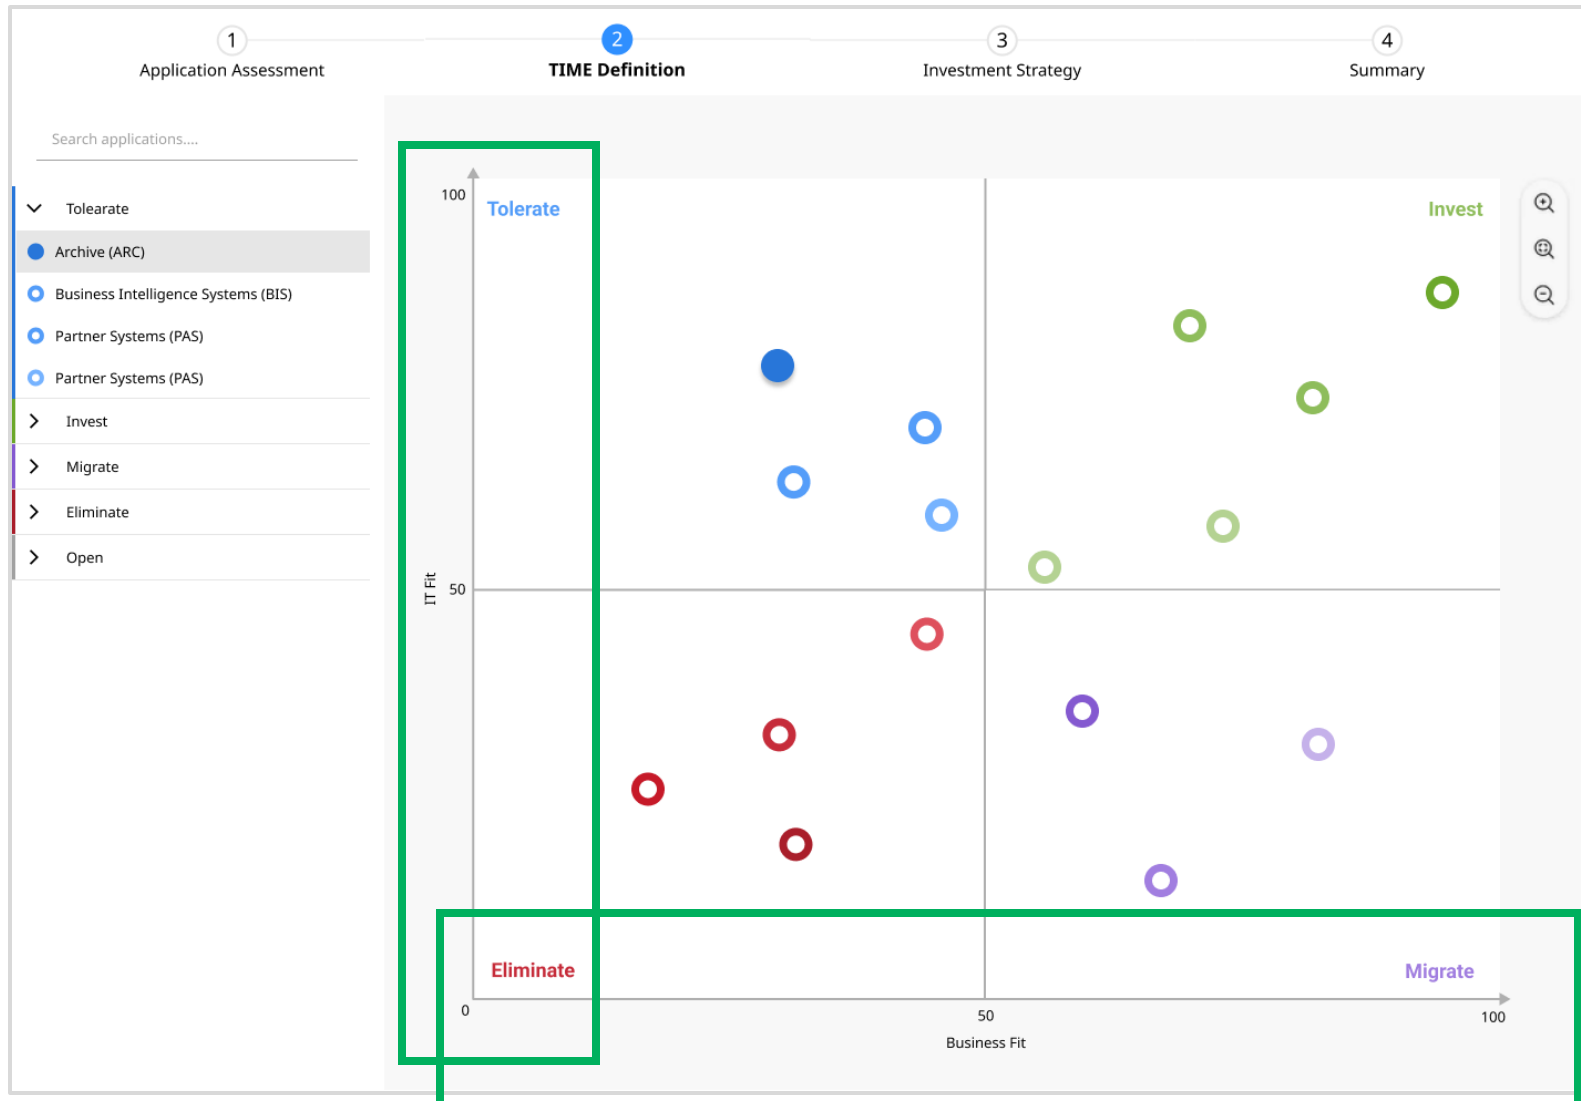 1
Application Assessment
2
TIME Definition
3
Investment Strategy
4
Summary
Search applications....
Tolearate
Archive (ARC)
Business Intelligence Systems (BIS)
Partner Systems (PAS)
Partner Systems (PAS)
Invest
Migrate
Eliminate
Open
100
Tolerate
Invest
IT Fit
50
Eliminate
Migrate
0
50
100
Business Fit